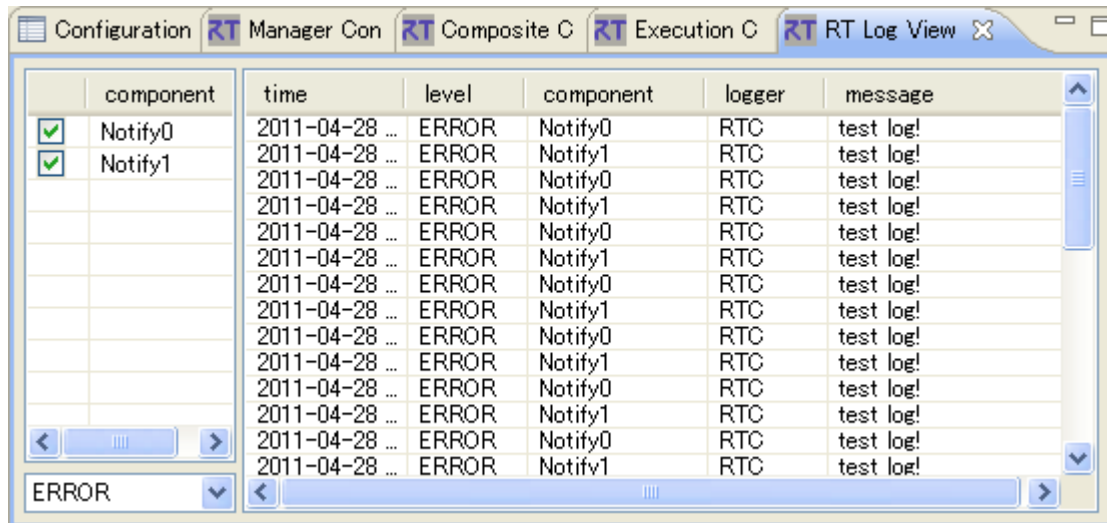 Configuration RT Manager Con RT Composite C RT Execution C RT RT Log View
component
Notify0
Notify1
ERROR
time level component logger message
2011-04-28 ... ERROR Notify0 RTC test log!
2011-04-28 ... ERROR Notify1 RTC test log!
2011-04-28 ... ERROR Notify0 RTC test log!
2011-04-28 ... ERROR Notify1 RTC test log!
2011-04-28 ... ERROR Notify0 RTC test log!
2011-04-28 ... ERROR Notify1 RTC test log!
2011-04-28 ... ERROR Notify0 RTC test log!
2011-04-28 ... ERROR Notify1 RTC test log!
2011-04-28 ... ERROR Notify0 RTC test log!
2011-04-28 ... ERROR Notify1 RTC test log!
2011-04-28 ... ERROR Notify0 RTC test log!
2011-04-28 ... ERROR Notify1 RTC test log!
2011-04-28 ... ERROR Notify0 RTC test log!
2011-04-28 ... ERROR Notify1 RTC test log!